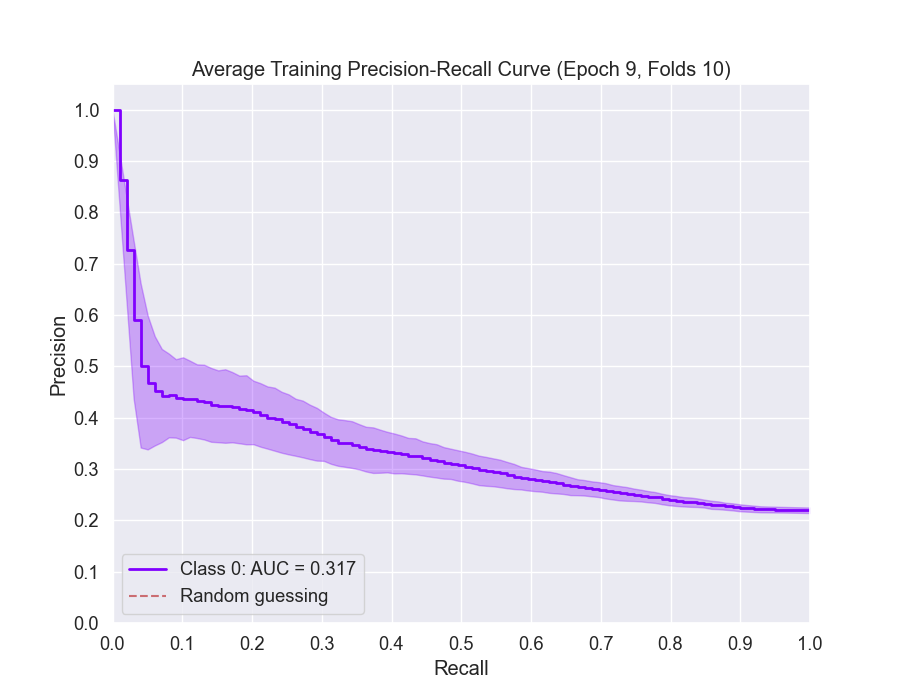 Average Training Precision-Recall Curve (Epoch 9, Folds 10)
Precision
1.0
0.9
0.8
0.7
0.6
0.5
0.4
0.3
0.2
0.1
0.0
Class 0: AUC = 0.317
Random guessing
0.0 0.1 0.2 0.3 0.4 0.5 0.6 0.7 0.8 0.9 1.0
Recall